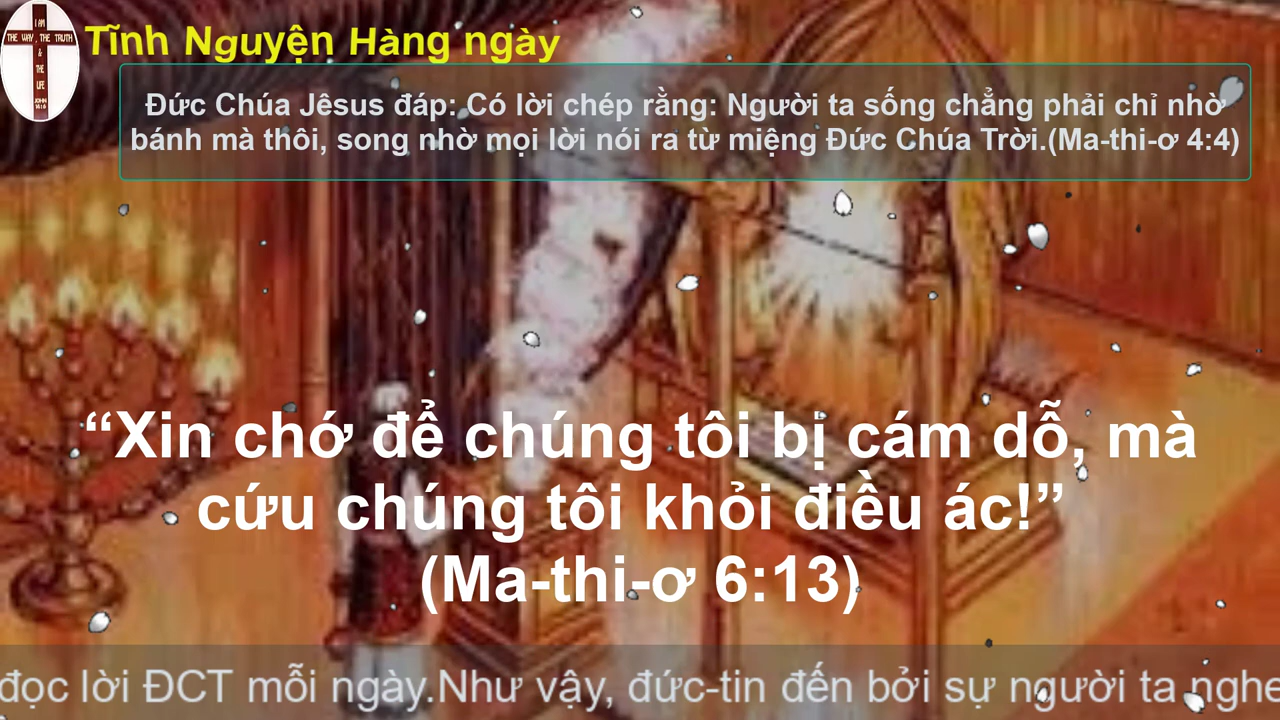 I AM
THE WAY, THE TRUTH
&
THE
LIFE
JOHN
14:6
Tĩnh Nguyện Hàng ngày
Đức Chúa Jêsus đáp: Có lời chép rằng: Người ta sống chẳng phải chỉ nhờ
bánh mà thôi, song nhờ mọi lời nói ra từ miệng Đức Chúa Trời.(Ma-thi-ơ 4:4)
“Xin chớ để chúng tôi bị cám dỗ, mà
cứu chúng tôi khỏi điều ác!”
(Ma-thi-ơ 6:13)
đọc lời ĐCT mỗi ngày.Như vậy, đức-tin đến bởi sự người ta nghe